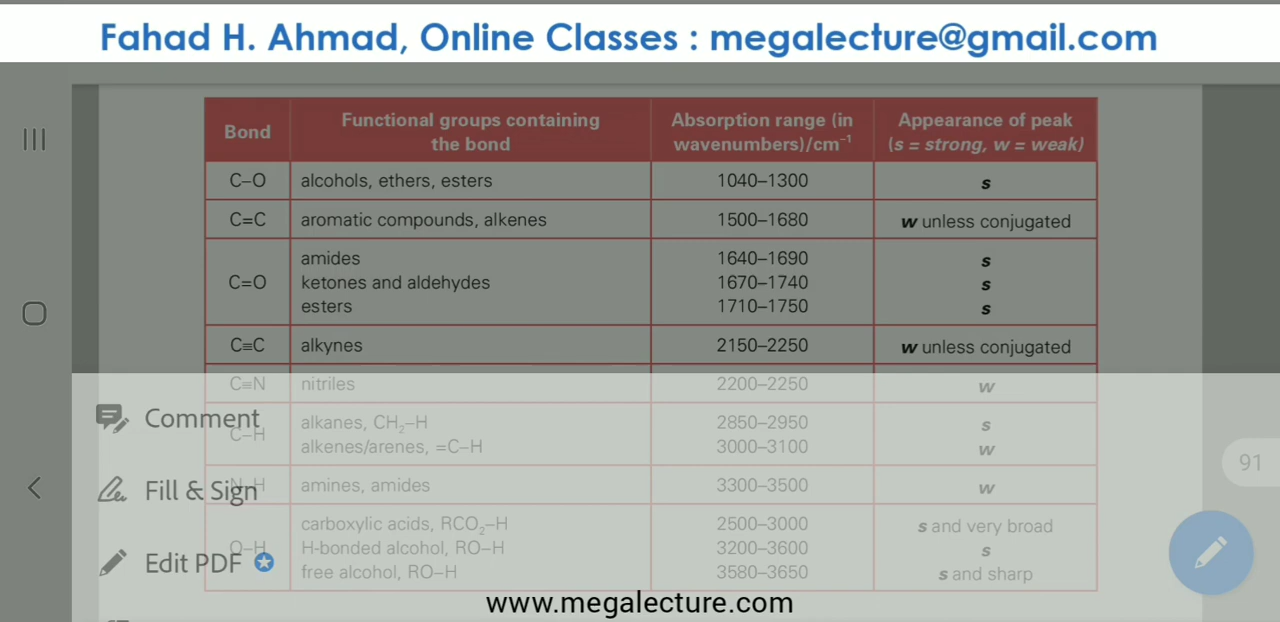 Fahad H. Ahmad, Online Classes : megalecture@gmail.com
Bond Functional groups containing the bond Absorption range (in wavenumbers)/cm⁻¹ Appearance of peak (s = strong, w = weak)
C–O alcohols, ethers, esters 1040–1300 s
C=C aromatic compounds, alkenes 1500–1680 w unless conjugated
amides 1640–1690 s
C=O ketones and aldehydes 1670–1740 s
esters 1710–1750 s
C≡C alkynes 2150–2250 w unless conjugated
C≡N nitriles 2200–2250 w
Comment
C–H alkanes, CH₂–H 2850–2950 s
alkenes/arenes, =C–H 3000–3100 w
91
Fill & Sign
N–H amines, amides 3300–3500 w
carboxylic acids, RCO₂–H 2500–3000 s and very broad
O–H H-bonded alcohol, RO–H 3200–3600 s
Edit PDF
free alcohol, RO–H 3580–3650 s and sharp
www.megalecture.com